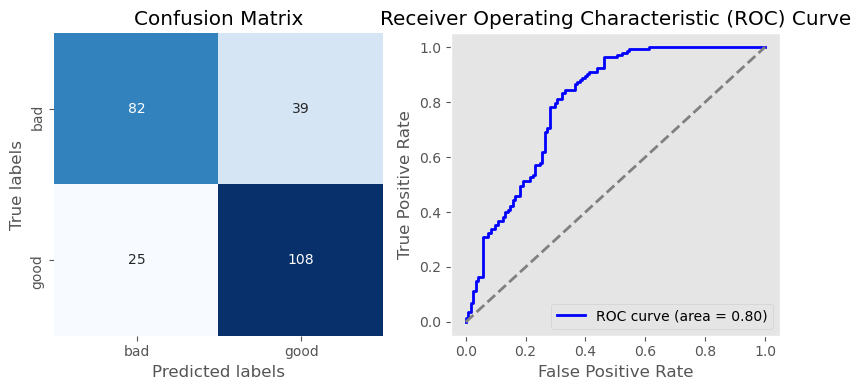 Confusion Matrix
True labels
bad
82
39
good
25
108
bad
good
Predicted labels
Receiver Operating Characteristic (ROC) Curve
True Positive Rate
1.0
0.8
0.6
0.4
0.2
0.0
ROC curve (area = 0.80)
0.0
0.2
0.4
0.6
0.8
1.0
False Positive Rate